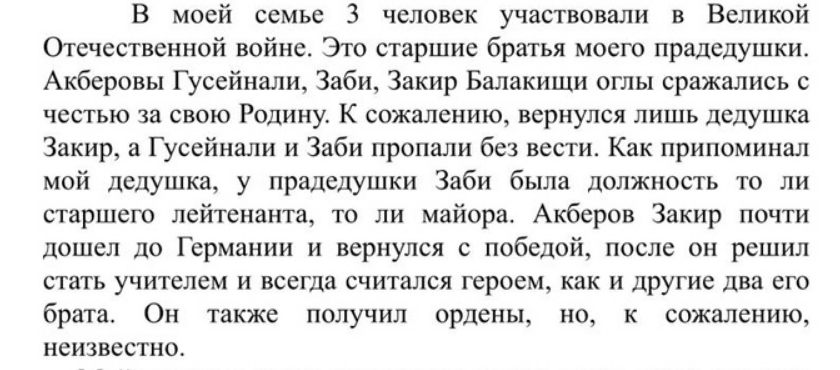 В моей семье 3 человек участвовали в Великой
Отечественной войне. Это старшие братья моего прадедушки.
Акберовы Гусейнали, Заби, Закир Балакищи оглы сражались с
честью за свою Родину. К сожалению, вернулся лишь дедушка
Закир, а Гусейнали и Заби пропали без вести. Как припоминал
мой дедушка, у прадедушки Заби была должность то ли
старшего лейтенанта, то ли майора. Акберов Закир почти
дошел до Германии и вернулся с победой, после он решил
стать учителем и всегда считался героем, как и другие два его
брата. Он также получил ордены, но, к сожалению,
неизвестно.